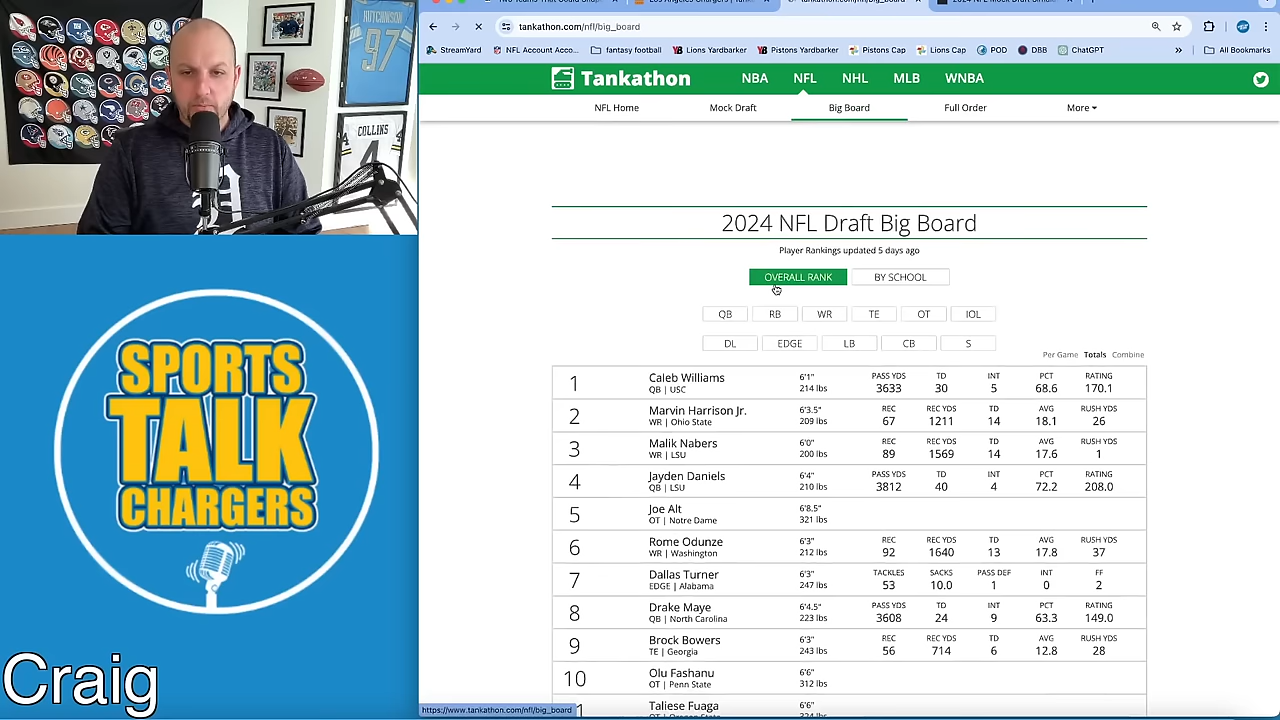 HUTCHINSON
97
COLLINS
4
D
SPORTS
TALK
CHARGERS
Craig
tankathon.com/nfl/big_board
StreamYard
NFL Account Acco...
fantasy football
Lions Yardbarker
Pistons Yardbarker
Pistons Cap
Lions Cap
POD
DBB
ChatGPT
»
All Bookmarks
Tankathon
NBA NFL NHL MLB WNBA
NFL Home Mock Draft Big Board Full Order More
2024 NFL Draft Big Board
Player Rankings updated 5 days ago
OVERALL RANK BY SCHOOL
QB RB WR TE OT IOL
DL EDGE LB CB S
Per Game Totals Combine
1 Caleb Williams 6'1" PASS YDS TD INT PCT RATING
QB | USC 214 lbs 3633 30 5 68.6 170.1
2 Marvin Harrison Jr. 6'3.5" REC REC YDS TD AVG RUSH YDS
WR | Ohio State 209 lbs 67 1211 14 18.1 26
3 Malik Nabers 6'0" REC REC YDS TD AVG RUSH YDS
WR | LSU 200 lbs 89 1569 14 17.6 1
4 Jayden Daniels 6'4" PASS YDS TD INT PCT RATING
QB | LSU 210 lbs 3812 40 4 72.2 208.0
5 Joe Alt 6'8.5"
OT | Notre Dame 321 lbs
6 Rome Odunze 6'3" REC REC YDS TD AVG RUSH YDS
WR | Washington 212 lbs 92 1640 13 17.8 37
7 Dallas Turner 6'3" TACKLES SACKS PASS DEF INT FF
EDGE | Alabama 247 lbs 53 10.0 1 0 2
8 Drake Maye 6'4.5" PASS YDS TD INT PCT RATING
QB | North Carolina 223 lbs 3608 24 9 63.3 149.0
9 Brock Bowers 6'3" REC REC YDS TD AVG RUSH YDS
TE | Georgia 243 lbs 56 714 6 12.8 28
10 Olu Fashanu 6'6"
OT | Penn State 312 lbs
Taliese Fuaga 6'6"
https://www.tankathon.com/nfl/big_board